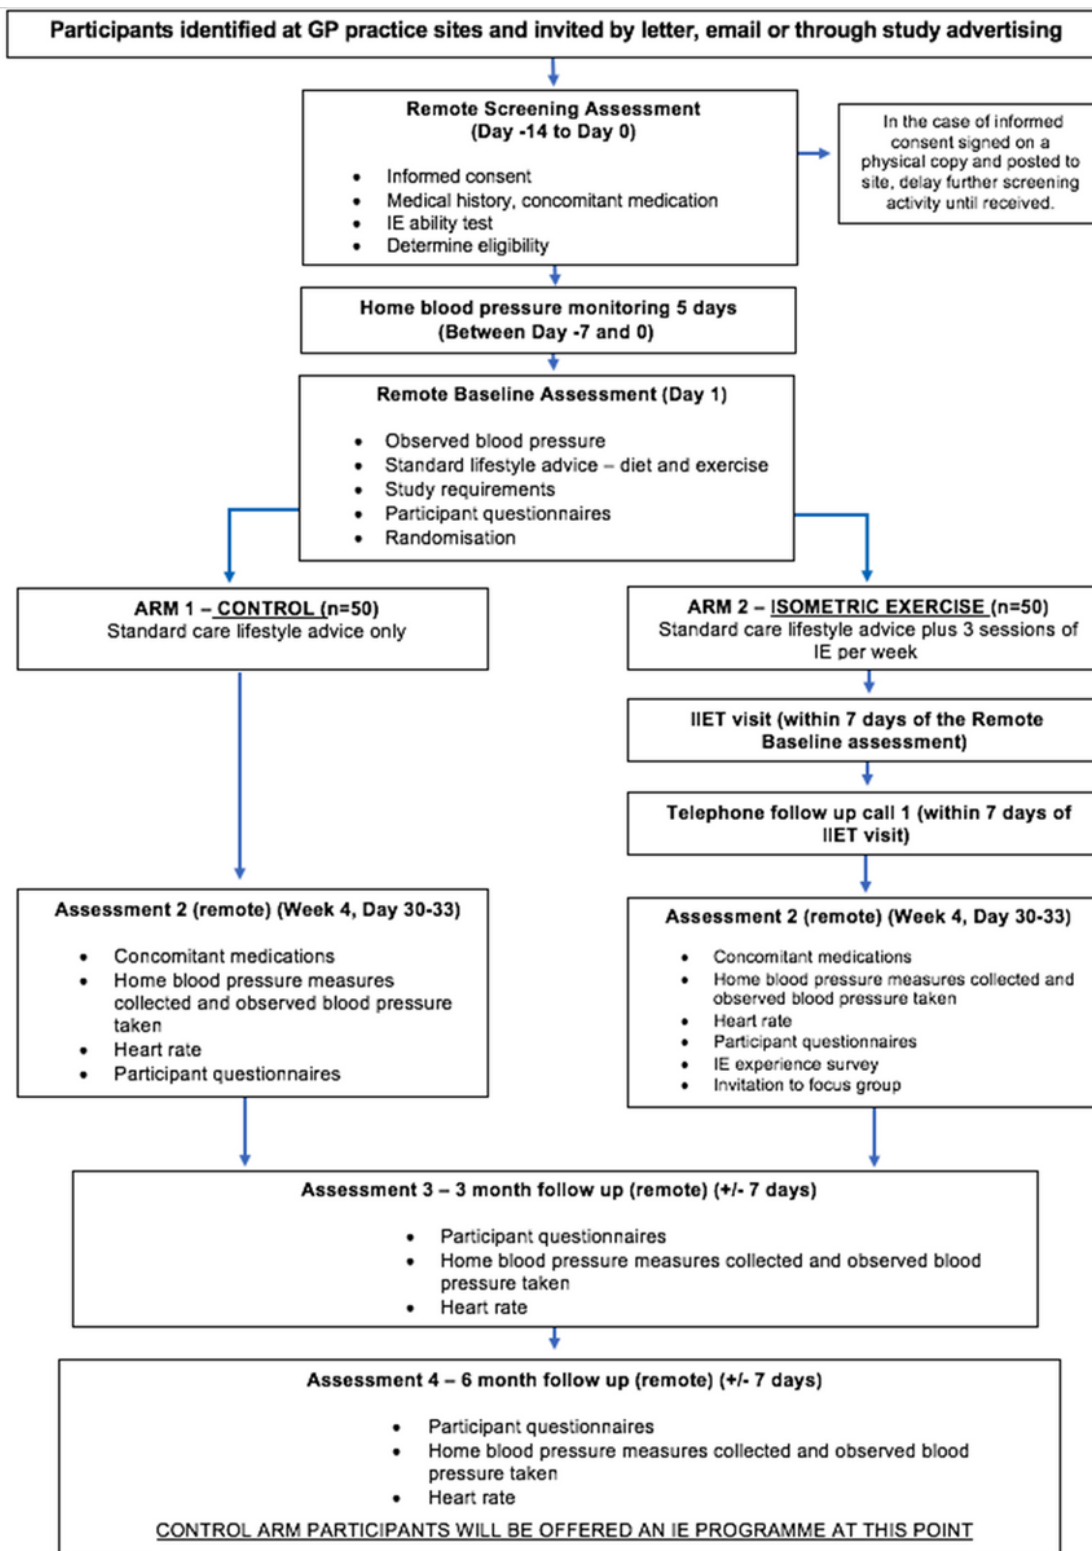 Participants identified at GP practice sites and invited by letter, email or through study advertising
Remote Screening Assessment
(Day -14 to Day 0)
• Informed consent
• Medical history, concomitant medication
• IE ability test
• Determine eligibility
In the case of informed
consent signed on a
physical copy and posted to
site, delay further screening
activity until received.
Home blood pressure monitoring 5 days
(Between Day -7 and 0)
Remote Baseline Assessment (Day 1)
• Observed blood pressure
• Standard lifestyle advice – diet and exercise
• Study requirements
• Participant questionnaires
• Randomisation
ARM 1 – CONTROL (n=50)
Standard care lifestyle advice only
ARM 2 – ISOMETRIC EXERCISE (n=50)
Standard care lifestyle advice plus 3 sessions of
IE per week
IIET visit (within 7 days of the Remote
Baseline assessment)
Telephone follow up call 1 (within 7 days of
IIET visit)
Assessment 2 (remote) (Week 4, Day 30-33)
• Concomitant medications
• Home blood pressure measures
collected and observed blood pressure
taken
• Heart rate
• Participant questionnaires
Assessment 2 (remote) (Week 4, Day 30-33)
• Concomitant medications
• Home blood pressure measures collected and
observed blood pressure taken
• Heart rate
• Participant questionnaires
• IE experience survey
• Invitation to focus group
Assessment 3 – 3 month follow up (remote) (+/- 7 days)
• Participant questionnaires
• Home blood pressure measures collected and observed blood
pressure taken
• Heart rate
Assessment 4 – 6 month follow up (remote) (+/- 7 days)
• Participant questionnaires
• Home blood pressure measures collected and observed blood
pressure taken
• Heart rate
CONTROL ARM PARTICIPANTS WILL BE OFFERED AN IE PROGRAMME AT THIS POINT